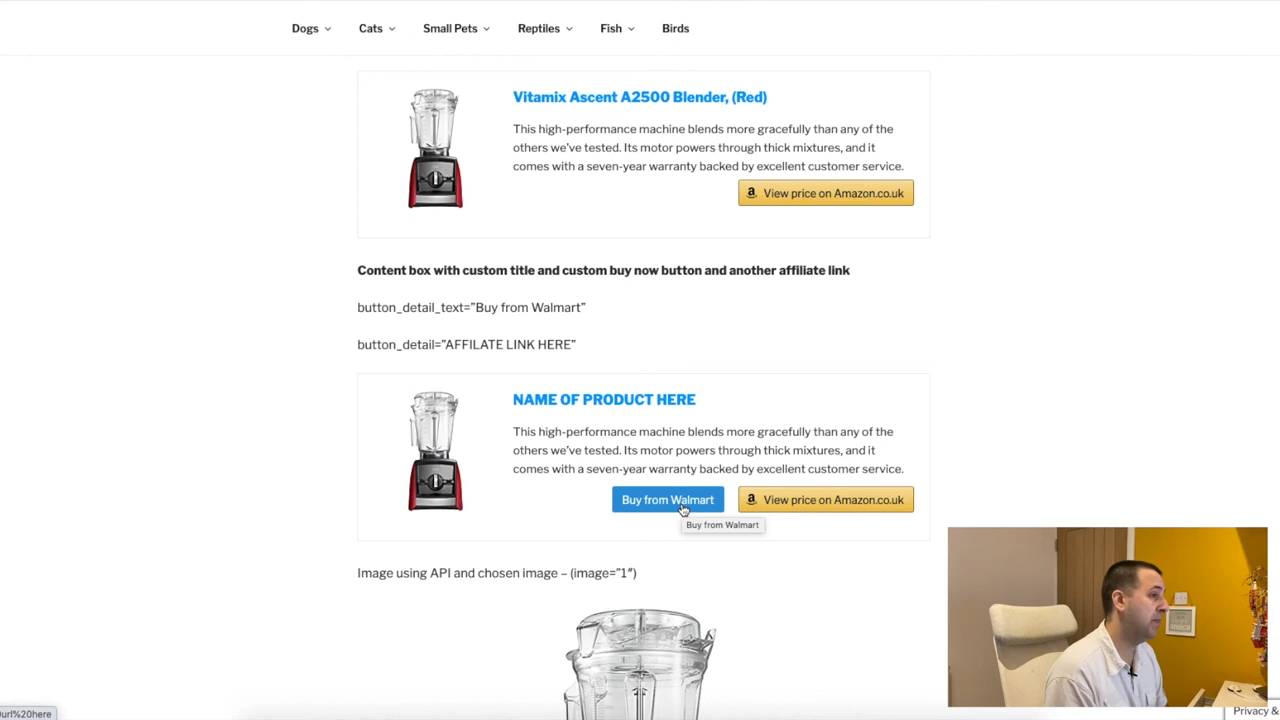 Dogs Cats Small Pets Reptiles Fish Birds
Vitamix Ascent A2500 Blender, (Red)
This high-performance machine blends more gracefully than any of the
others we've tested. Its motor powers through thick mixtures, and it
comes with a seven-year warranty backed by excellent customer service.
View price on Amazon.co.uk
Content box with custom title and custom buy now button and another affiliate link
button_detail_text=”Buy from Walmart”
button_detail=”AFFILATE LINK HERE”
NAME OF PRODUCT HERE
This high-performance machine blends more gracefully than any of the
others we've tested. Its motor powers through thick mixtures, and it
comes with a seven-year warranty backed by excellent customer service.
Buy from Walmart View price on Amazon.co.uk
Buy from Walmart
Image using API and chosen image – (image=”1″)
url%20here
Privacy &